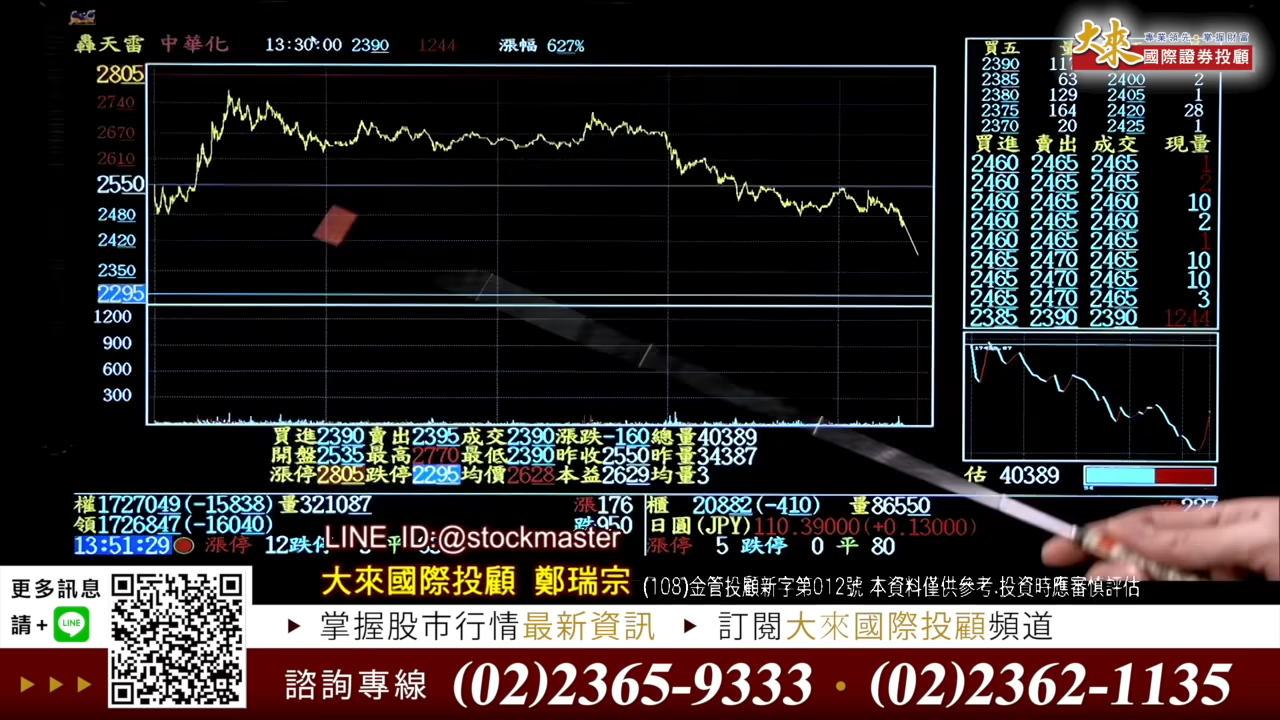 轟天雷 中華化 13:30:00 2390 1244 漲幅 627%
大來
專業領先 掌握財富
國際證券投顧
2805
2740
2670
2610
2550
2480
2420
2350
2295
1200
900
600
300
買五
2390
2385 63 2400 2
2380 129 2405 1
2375 164 2420 28
2370 20 2425 1
買進 賣出 成交 現量
2460 2465 2465 1
2460 2465 2465 2
2460 2465 2465 10
2460 2465 2465 2
2460 2465 2465 1
2460 2465 2465 10
2465 2470 2465 10
2465 2470 2465 3
2385 2390 2390 1244
買進2390賣出2395成交2390漲跌-160總量40389
開盤2535最高2770最低2390昨收2550昨量34387
漲停2805跌停2295均價2628本益2629均量3
估 40389
權1727049(-15838)量321087 漲176
領1726847(-16040) 跌950
13:51:29 漲停 12跌停 平
櫃 20882(-410) 量86550
日圓(JPY)110.39000(+0.13000)
漲停 5 跌停 0 平 80
LINE ID:@stockmaster
大來國際投顧 鄭瑞宗 (108)金管投顧新字第012號 本資料僅供參考.投資時應審慎評估
更多訊息
請+ LINE
掌握股市行情最新資訊 訂閱大來國際投顧頻道
諮詢專線 (02)2365-9333 · (02)2362-1135